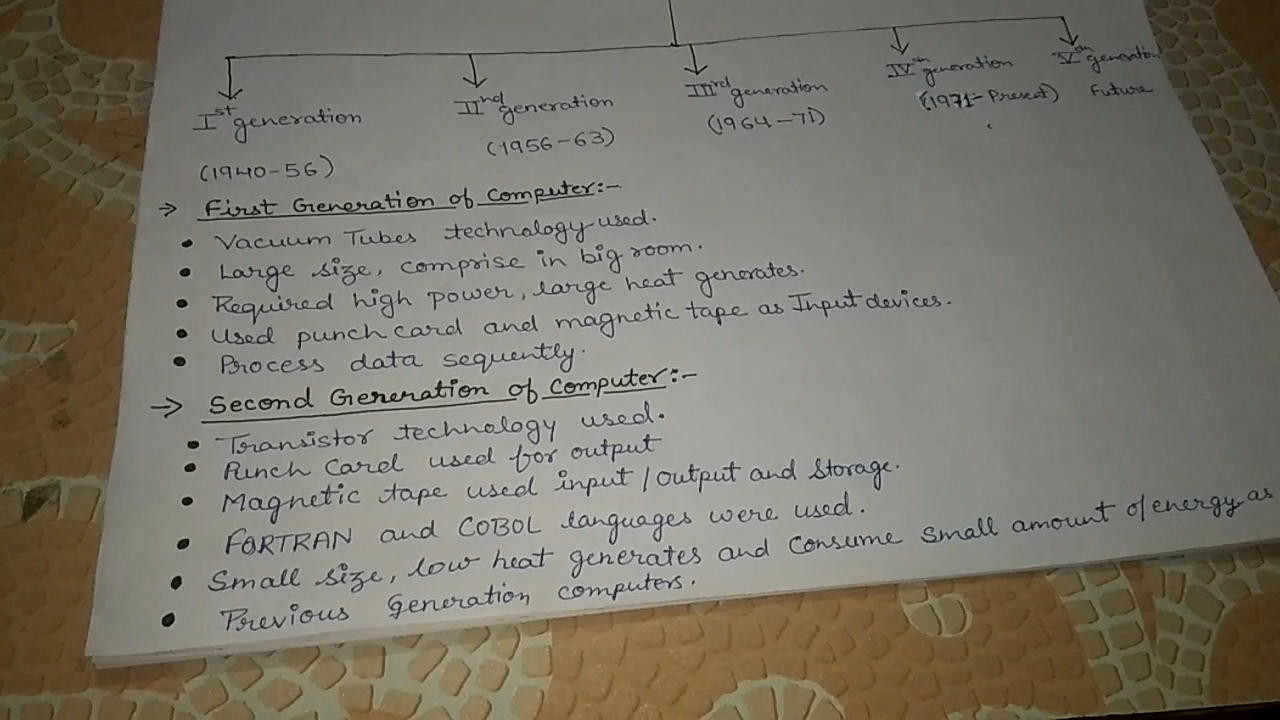 Ist generation
(1940-56)
IInd generation
(1956-63)
IIIrd generation
(1964-71)
IVth generation
(1971-Present)
Vth generation
Future
→ First Generation of Computer:-
• Vacuum Tubes technology used.
• Large size, comprise in big room.
• Required high power, large heat generates.
• Used punch card and magnetic tape as Input devices.
• Process data sequently.
→ Second Generation of Computer:-
• Transistor technology used.
• Punch Card used for output
• Magnetic tape used input/output and Storage.
• FORTRAN and COBOL languages were used.
• Small size, low heat generates and Consume Small amount of energy as
• Previous generation computers.